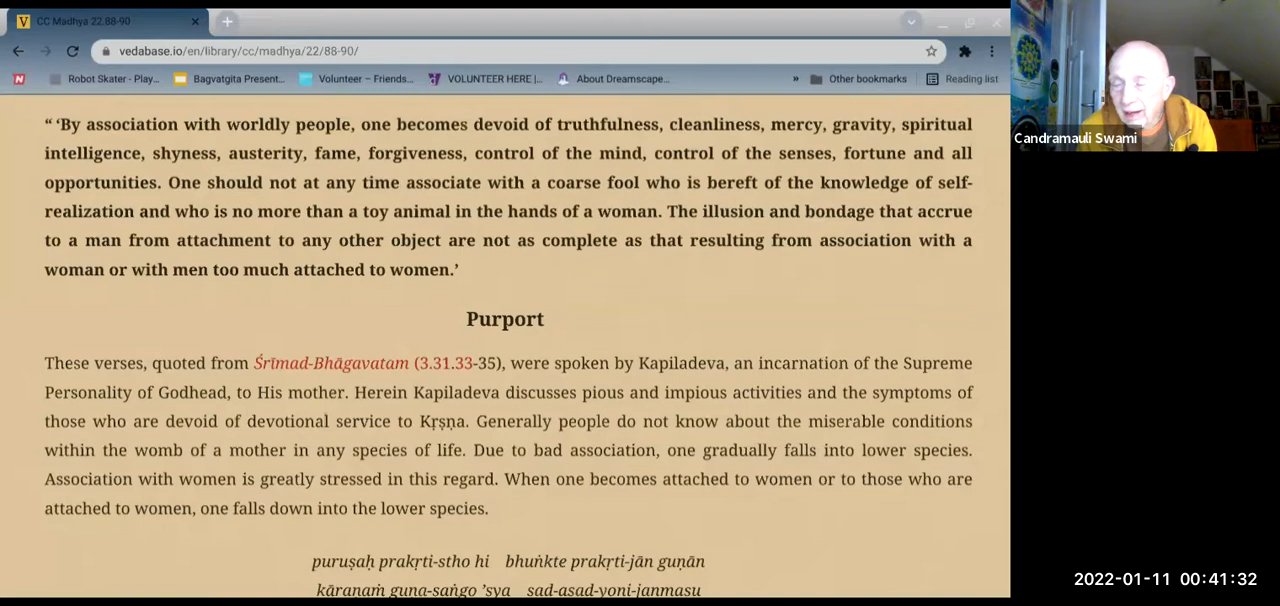 CC Madhya 22.88-90
vedabase.io/en/library/cc/madhya/22/88-90/
Robot Skater - Play... Bagvatgita Present... Volunteer – Friends... VOLUNTEER HERE |... About Dreamscape... » Other bookmarks Reading list
“ ‘By association with worldly people, one becomes devoid of truthfulness, cleanliness, mercy, gravity, spiritual
intelligence, shyness, austerity, fame, forgiveness, control of the mind, control of the senses, fortune and all
opportunities. One should not at any time associate with a coarse fool who is bereft of the knowledge of self-
realization and who is no more than a toy animal in the hands of a woman. The illusion and bondage that accrue
to a man from attachment to any other object are not as complete as that resulting from association with a
woman or with men too much attached to women.’
Purport
These verses, quoted from Śrīmad-Bhāgavatam (3.31.33-35), were spoken by Kapiladeva, an incarnation of the Supreme
Personality of Godhead, to His mother. Herein Kapiladeva discusses pious and impious activities and the symptoms of
those who are devoid of devotional service to Kṛṣṇa. Generally people do not know about the miserable conditions
within the womb of a mother in any species of life. Due to bad association, one gradually falls into lower species.
Association with women is greatly stressed in this regard. When one becomes attached to women or to those who are
attached to women, one falls down into the lower species.
puruṣaḥ prakṛti-stho hi bhuṅkte prakṛti-jān guṇān
kāraṇaṁ guṇa-saṅgo ’sya sad-asad-yoni-janmasu
Candramauli Swami
2022-01-11 00:41:32